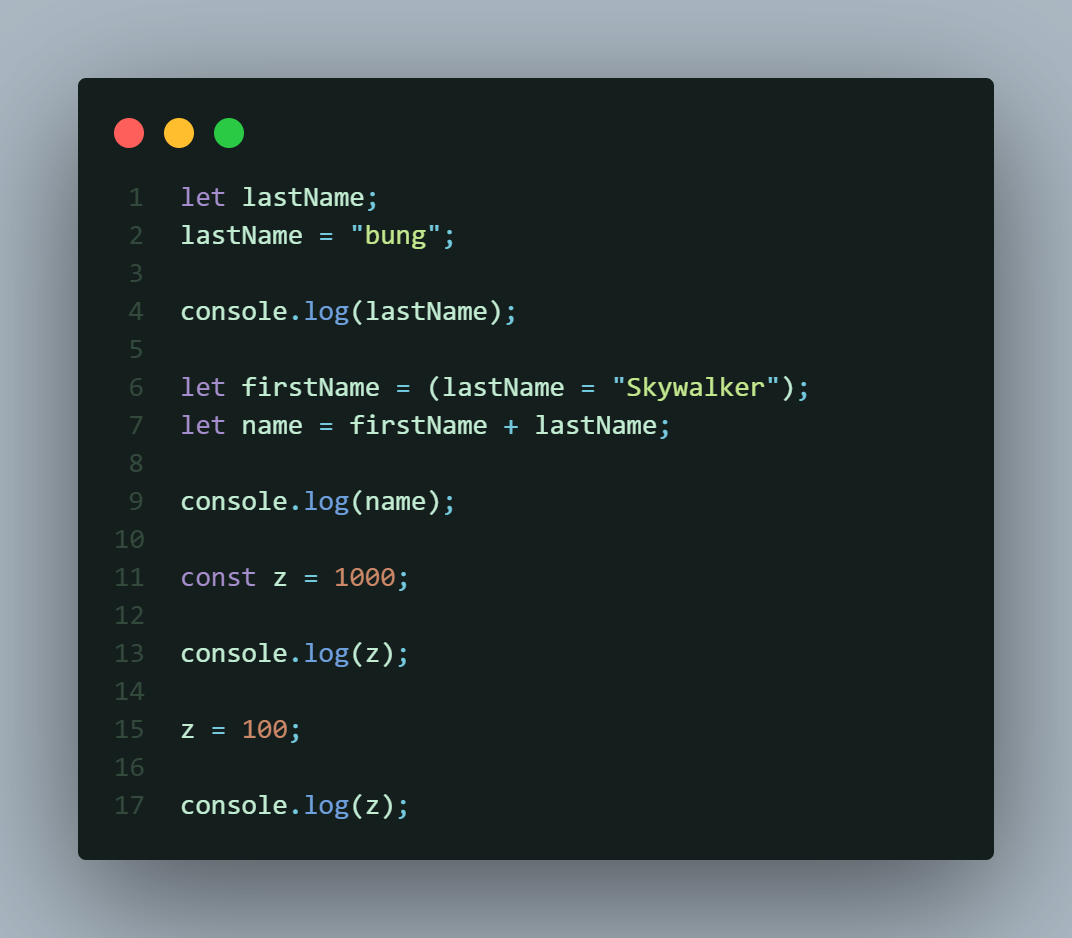 1 let lastName;
2 lastName = "bung";
3
4 console.log(lastName);
5
6 let firstName = (lastName = "Skywalker");
7 let name = firstName + lastName;
8
9 console.log(name);
10
11 const z = 1000;
12
13 console.log(z);
14
15 z = 100;
16
17 console.log(z);